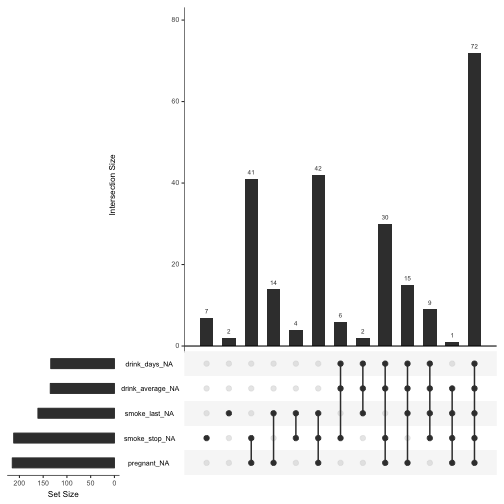 80
72
60
Intersection Size
41
42
40
30
20
14
15
7
2
4
6
2
9
1
0
drink_days_NA
drink_average_NA
smoke_last_NA
smoke_stop_NA
pregnant_NA
200 150 100 50 0
Set Size